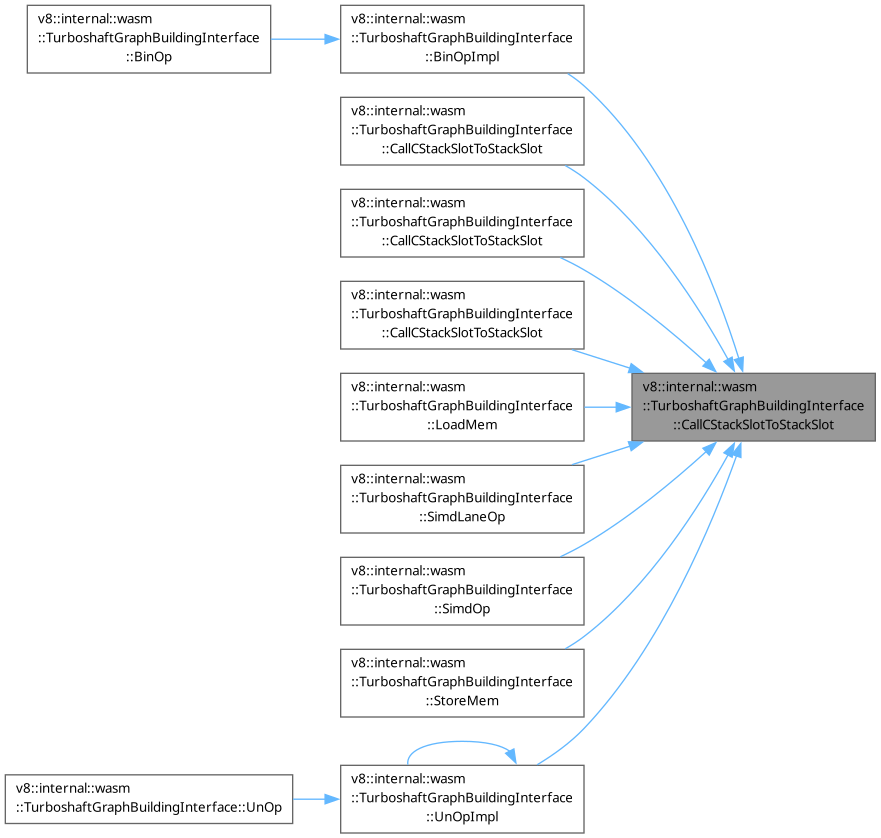 v8::internal::wasm
::TurboshaftGraphBuildingInterface
::BinOp
v8::internal::wasm
::TurboshaftGraphBuildingInterface
::BinOpImpl
v8::internal::wasm
::TurboshaftGraphBuildingInterface
::CallCStackSlotToStackSlot
v8::internal::wasm
::TurboshaftGraphBuildingInterface
::CallCStackSlotToStackSlot
v8::internal::wasm
::TurboshaftGraphBuildingInterface
::CallCStackSlotToStackSlot
v8::internal::wasm
::TurboshaftGraphBuildingInterface
::LoadMem
v8::internal::wasm
::TurboshaftGraphBuildingInterface
::CallCStackSlotToStackSlot
v8::internal::wasm
::TurboshaftGraphBuildingInterface
::SimdLaneOp
v8::internal::wasm
::TurboshaftGraphBuildingInterface
::SimdOp
v8::internal::wasm
::TurboshaftGraphBuildingInterface
::StoreMem
v8::internal::wasm
::TurboshaftGraphBuildingInterface::UnOp
v8::internal::wasm
::TurboshaftGraphBuildingInterface
::UnOpImpl